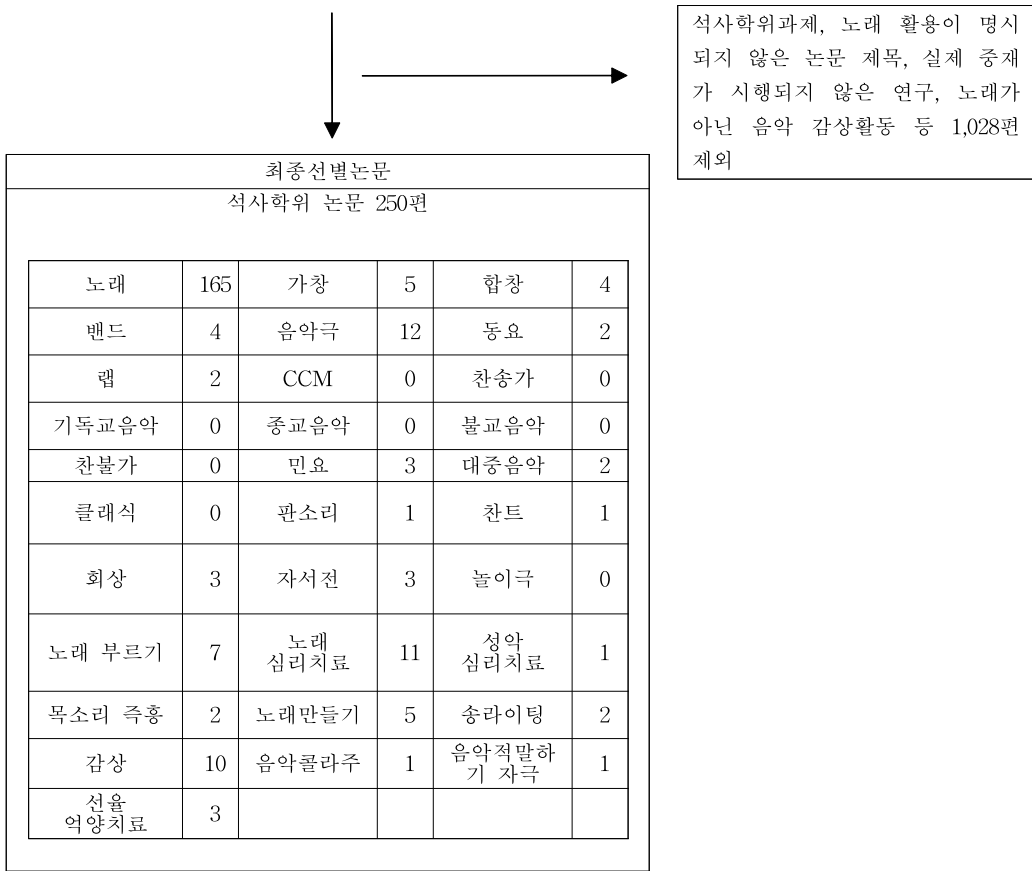 석사학위과제, 노래 활용이 명시
되지 않은 논문 제목, 실제 중재
가 시행되지 않은 연구, 노래가
아닌 음악 감상활동 등 1,028편
제외
최종선별논문
석사학위 논문 250편
노래 165 가창 5 합창 4
밴드 4 음악극 12 동요 2
랩 2 CCM 0 찬송가 0
기독교음악 0 종교음악 0 불교음악 0
찬불가 0 민요 3 대중음악 2
클래식 0 판소리 1 찬트 1
회상 3 자서전 3 놀이극 0
노래 부르기 7 노래 심리치료 11 성악 심리치료 1
목소리 즉흥 2 노래만들기 5 송라이팅 2
감상 10 음악콜라주 1 음악적말하기 자극 1
선율 억양치료 3